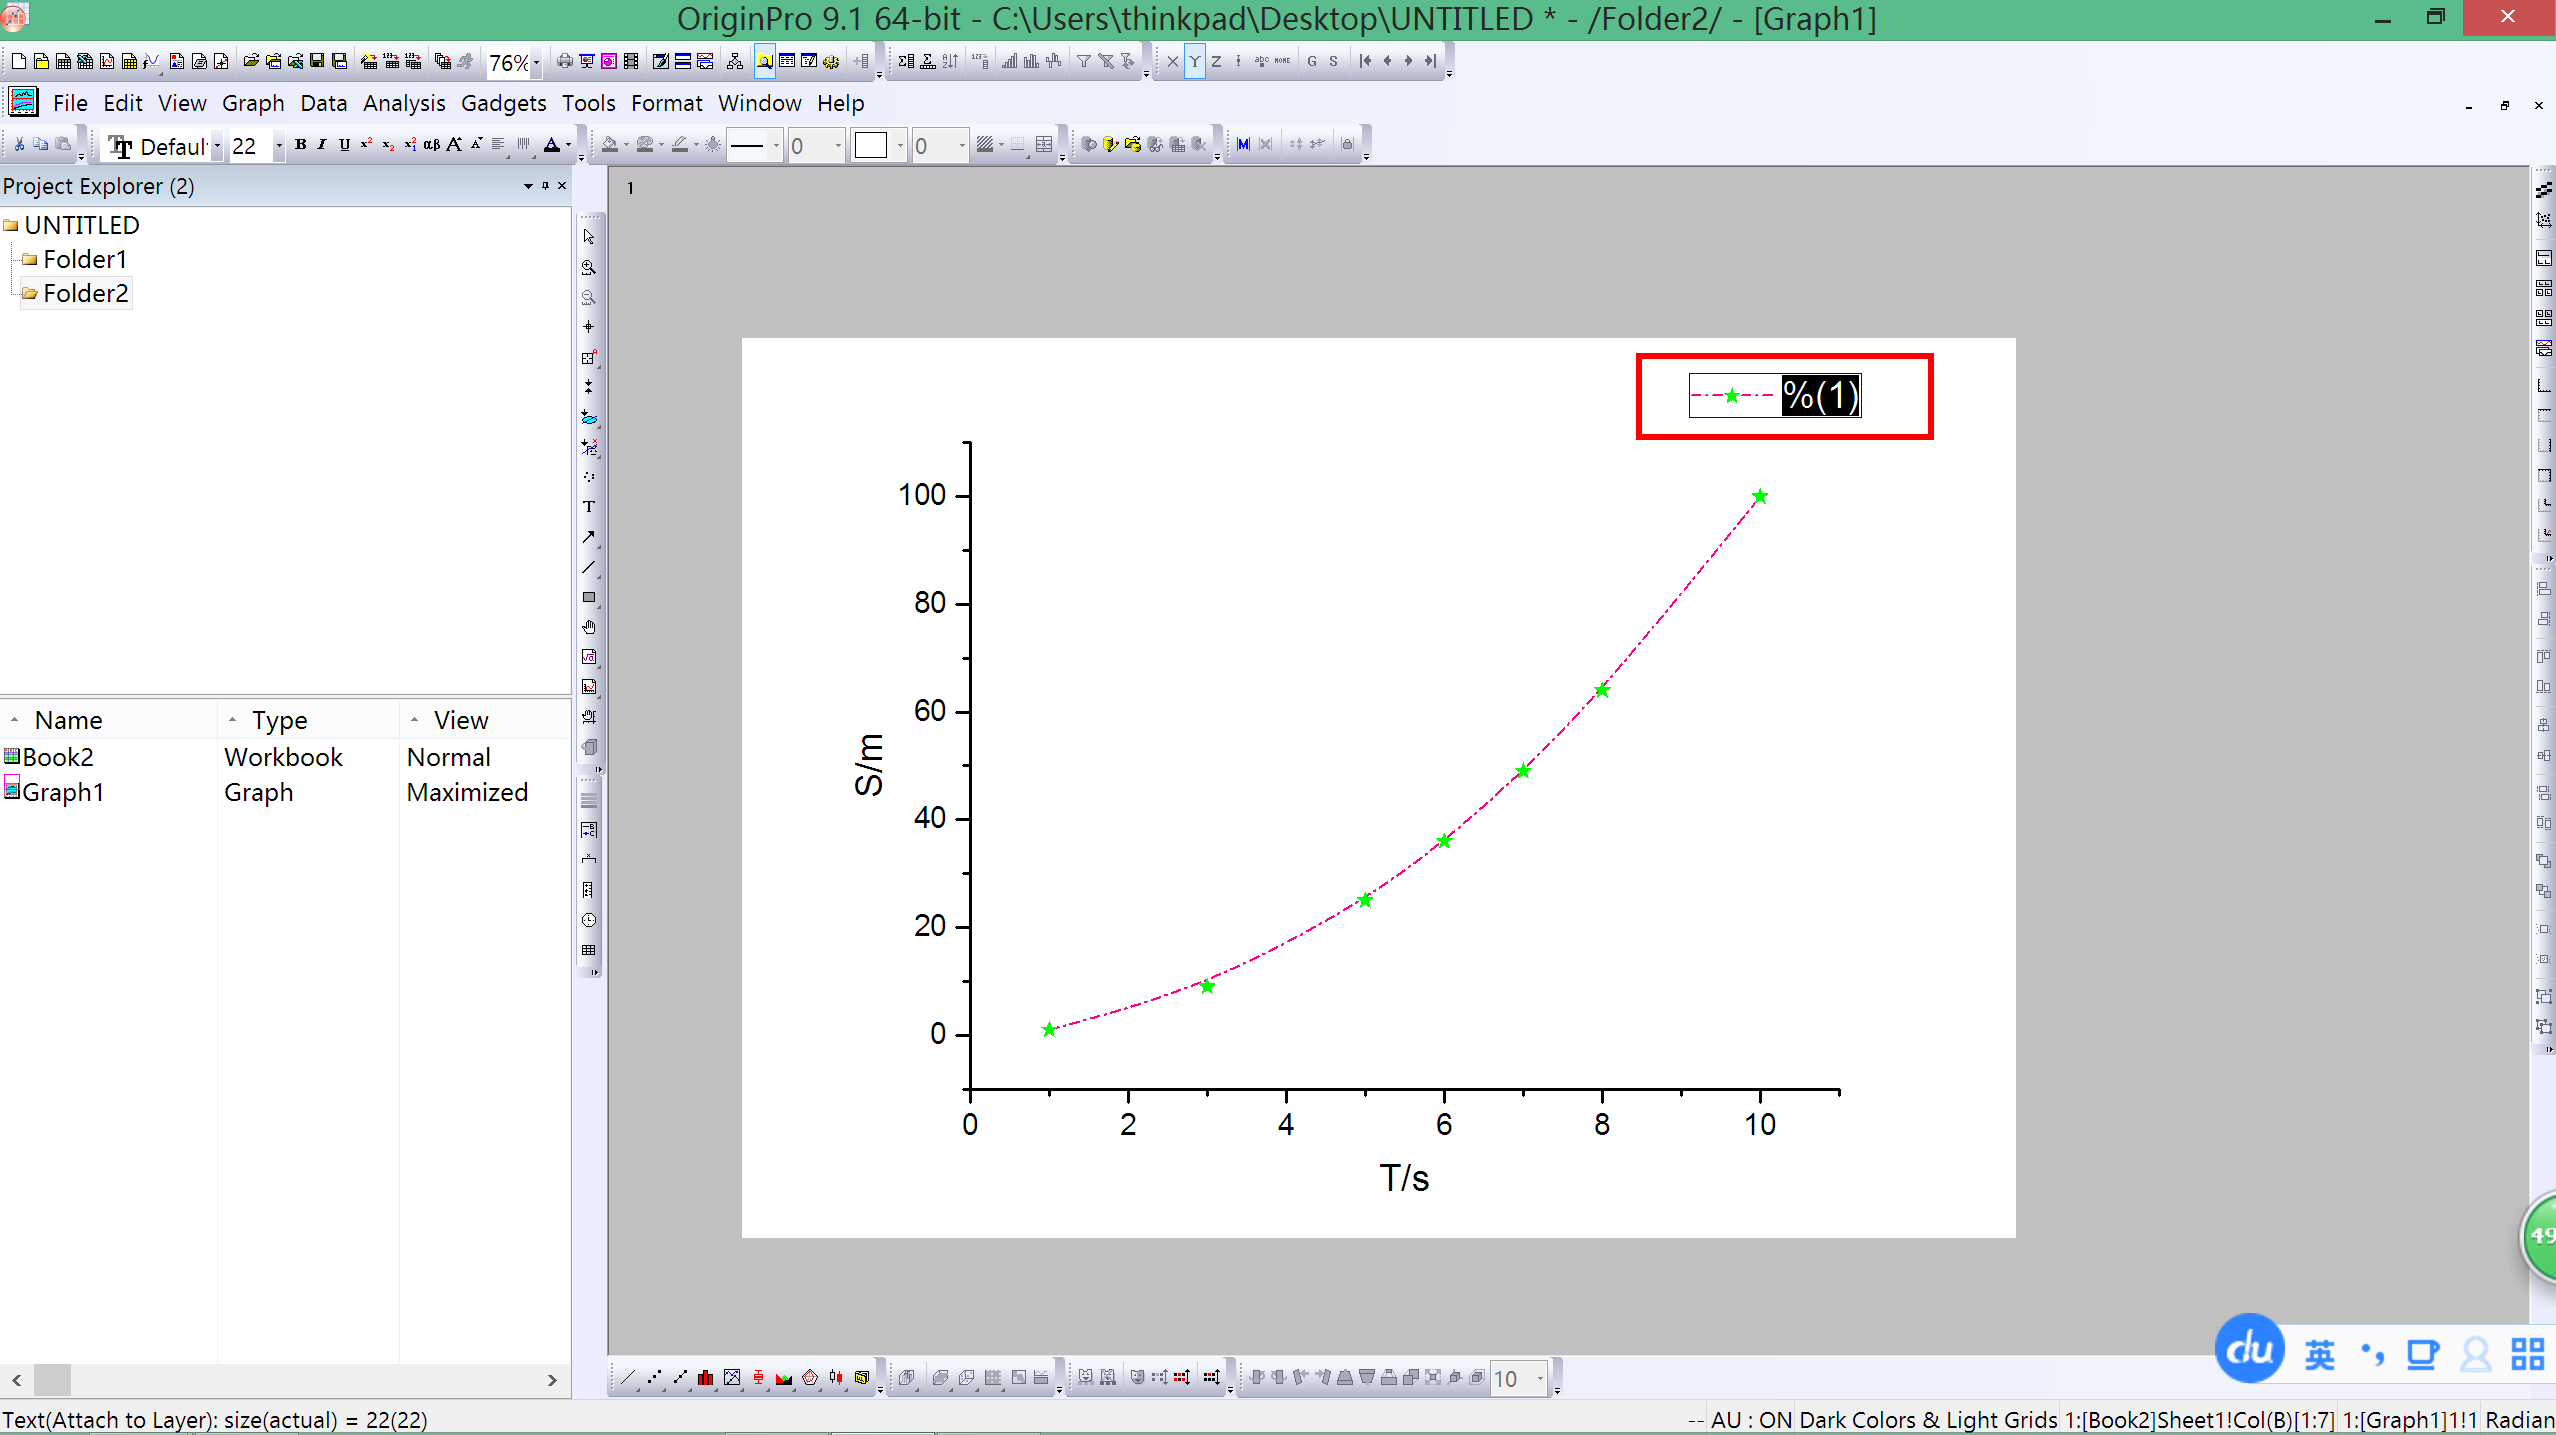 OriginPro 9.1 64-bit - C:\Users\thinkpad\Desktop\UNTITLED * - /Folder2/ - [Graph1]
76%
X Y Z G S
File Edit View Graph Data Analysis Gadgets Tools Format Window Help
Defaul 22 B I U αβ A A A 0 0 M
Project Explorer (2)
1
UNTITLED
Folder1
Folder2
T
Name Type View
Book2 Workbook Normal
Graph1 Graph Maximized
%(1)
100
80
60
40
20
0
S/m
0 2 4 6 8 10
T/s
49
du 英
10
Text(Attach to Layer): size(actual) = 22(22)
-- AU : ON Dark Colors & Light Grids 1:[Book2]Sheet1!Col(B)[1:7] 1:[Graph1]1!1 Radian